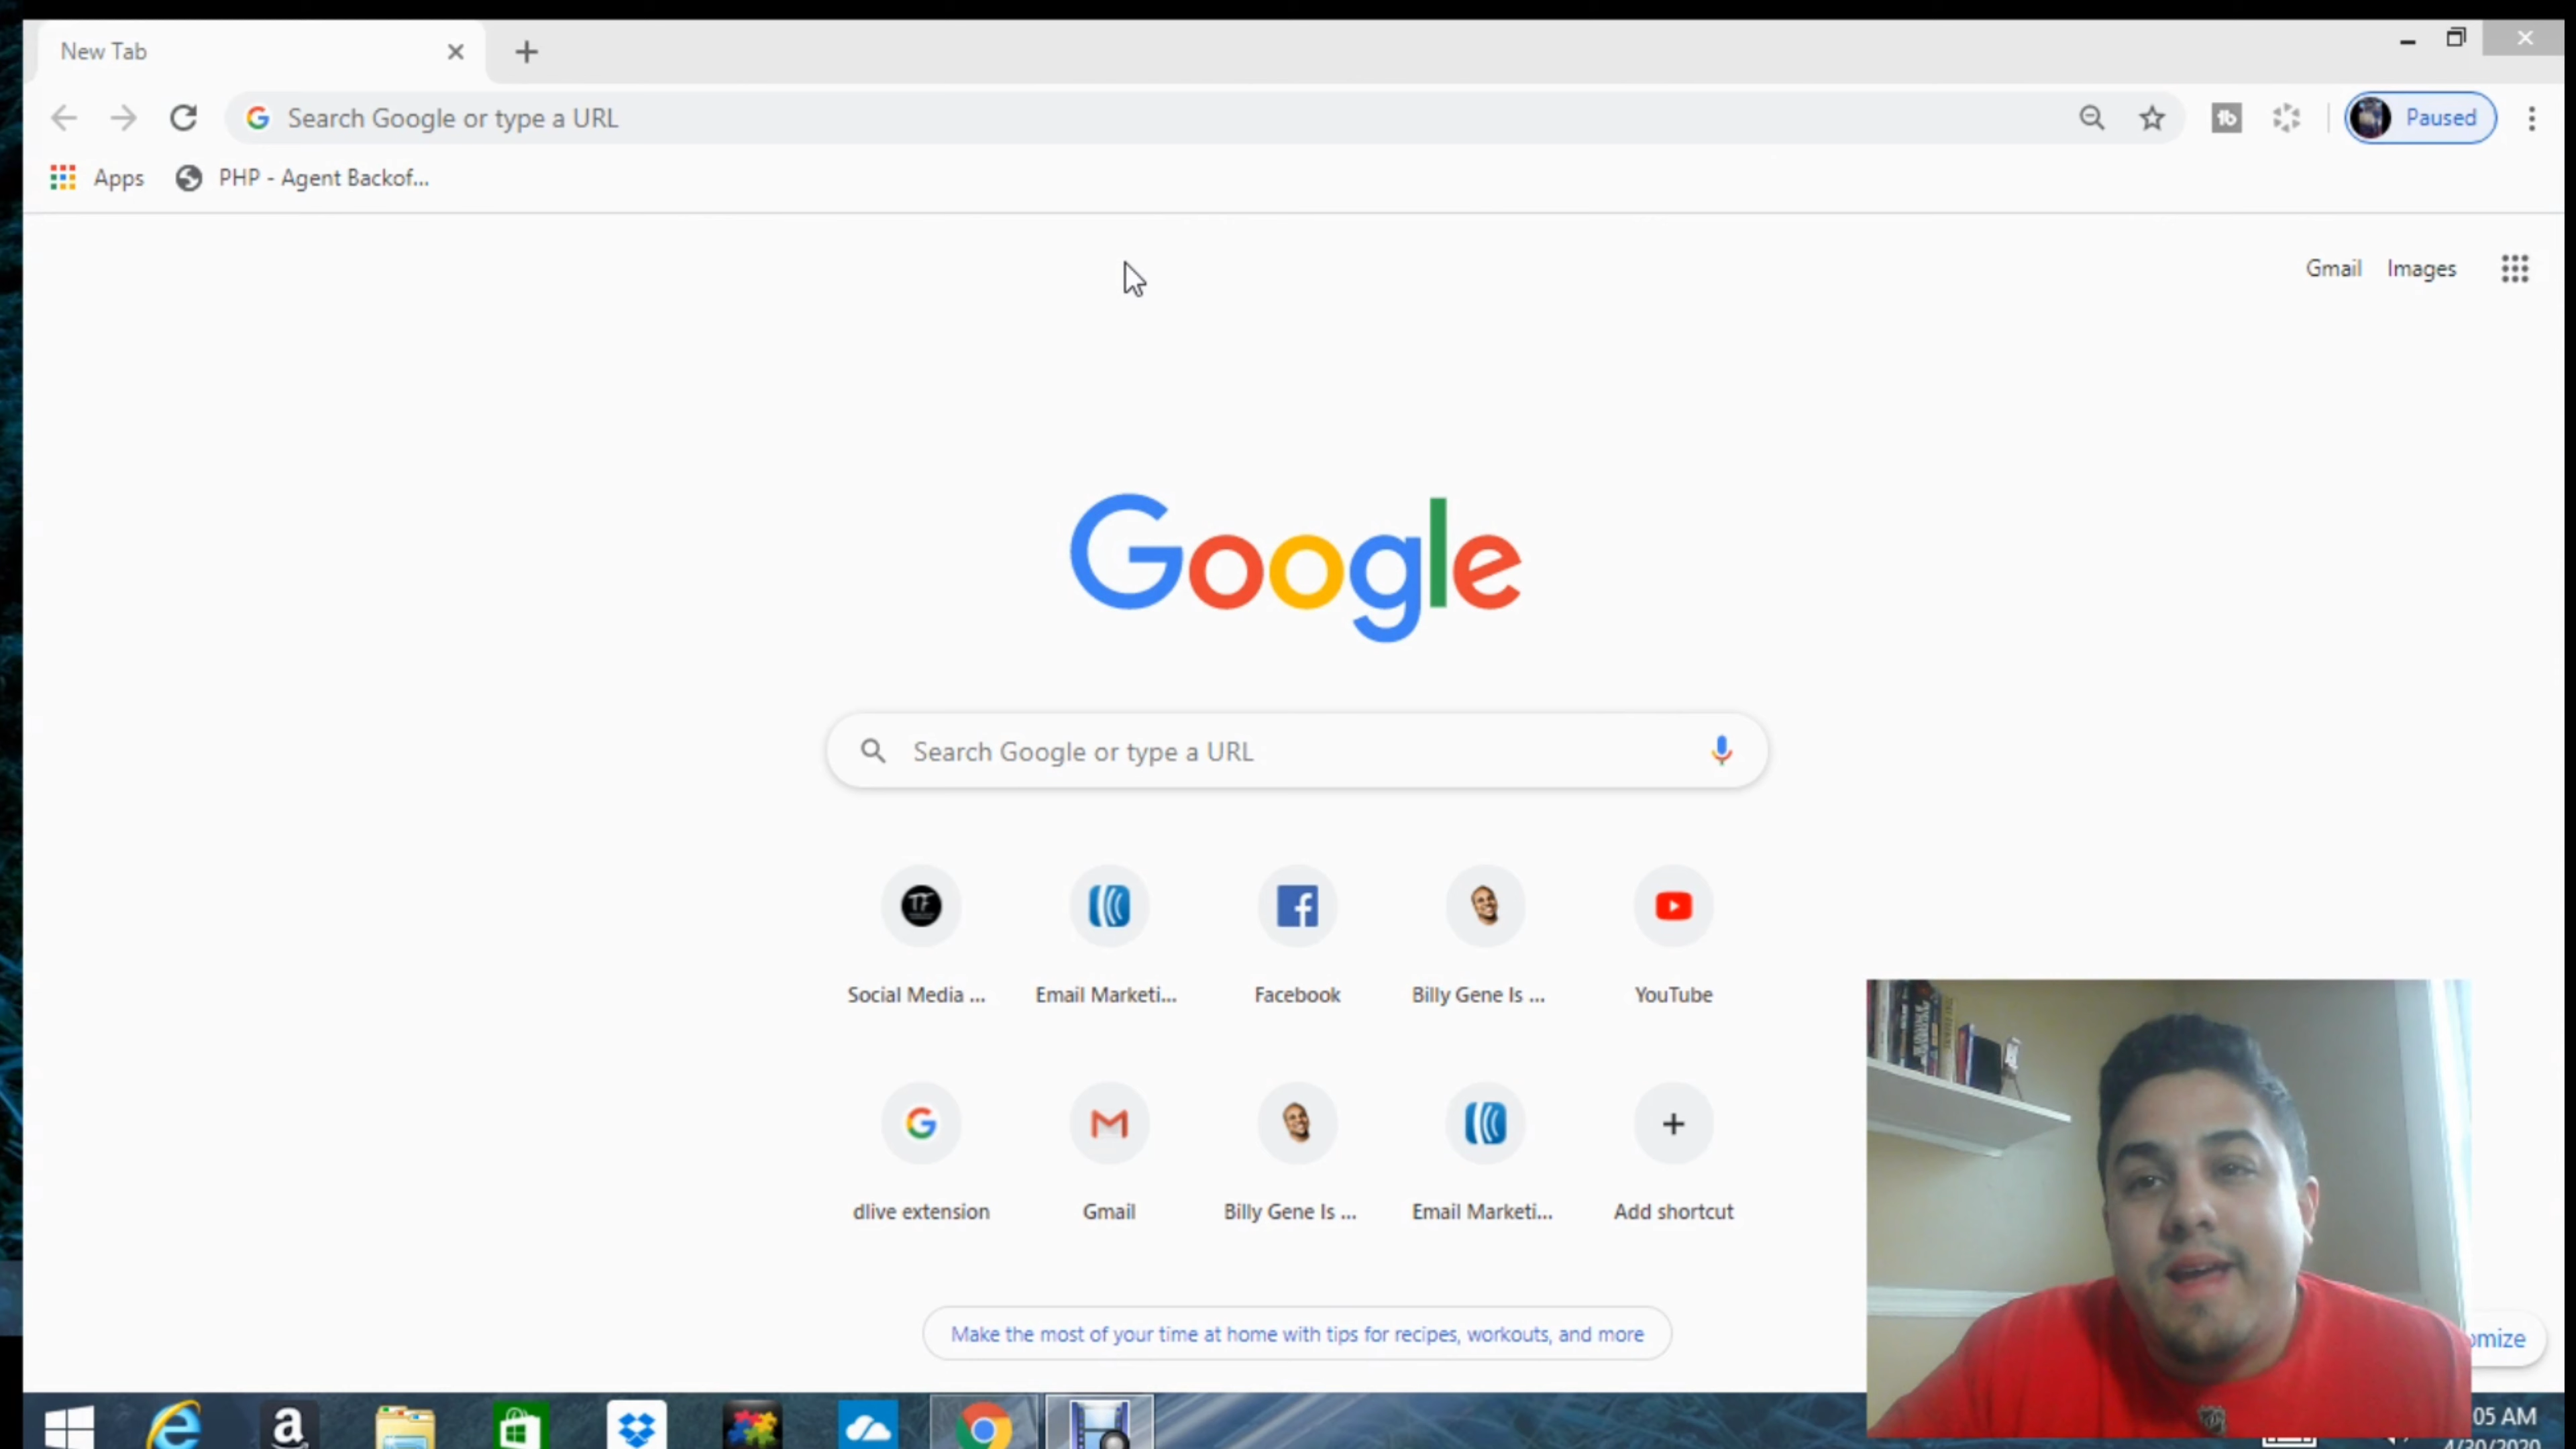 New Tab
Search Google or type a URL
Paused
Apps
PHP - Agent Backof...
Gmail
Images
Google
Search Google or type a URL
Social Media ...
Email Marketi...
Facebook
Billy Gene Is ...
YouTube
dlive extension
Gmail
Billy Gene Is ...
Email Marketi...
Add shortcut
Make the most of your time at home with tips for recipes, workouts, and more
omize
05 AM
4/30/2020